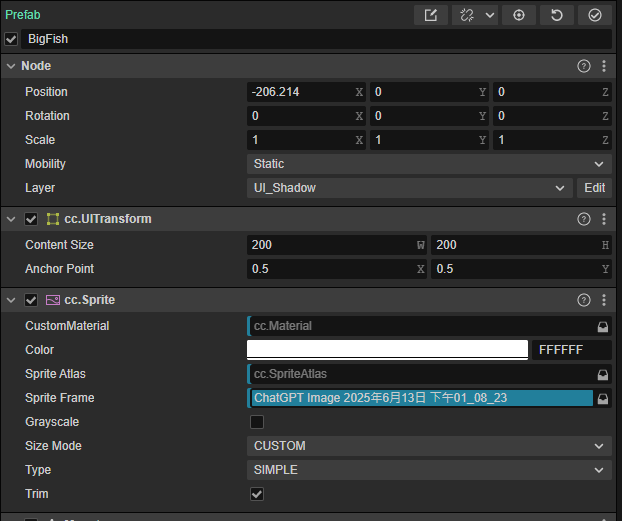 Prefab
BigFish
Node
Position -206.214 X 0 Y 0 Z
Rotation 0 X 0 Y 0 Z
Scale 1 X 1 Y 1 Z
Mobility Static
Layer UI_Shadow Edit
cc.UITransform
Content Size 200 W 200 H
Anchor Point 0.5 X 0.5 Y
cc.Sprite
CustomMaterial cc.Material
Color FFFFFF
Sprite Atlas cc.SpriteAtlas
Sprite Frame ChatGPT Image 2025年6月13日 下午01_08_23
Grayscale
Size Mode CUSTOM
Type SIMPLE
Trim